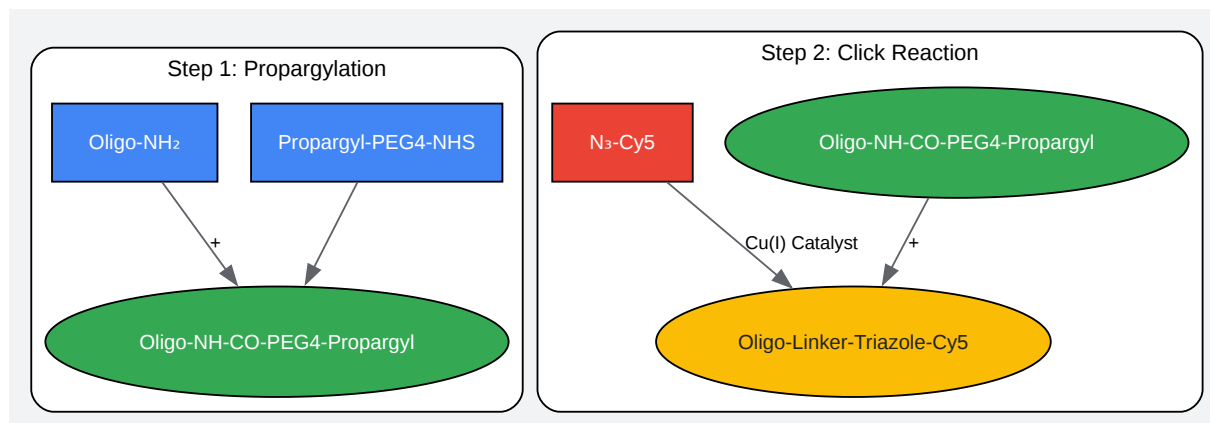 Step 1: Propargylation
Oligo-NH₂
Propargyl-PEG4-NHS
+
Oligo-NH-CO-PEG4-Propargyl
Step 2: Click Reaction
N₃-Cy5
Oligo-NH-CO-PEG4-Propargyl
Cu(I) Catalyst
+
Oligo-Linker-Triazole-Cy5